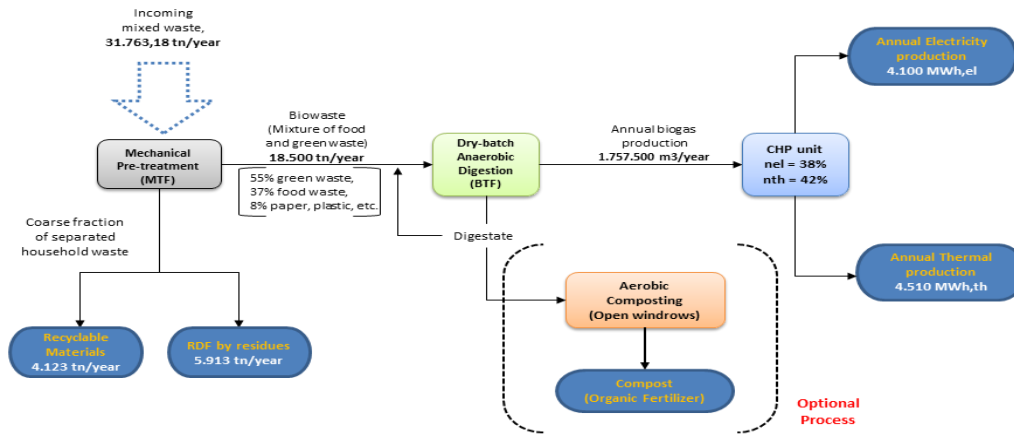 Incoming
mixed waste,
31.763,18 tn/year
Mechanical
Pre-treatment
(MTF)
Biowaste
(Mixture of food
and green waste)
18.500 tn/year
55% green waste,
37% food waste,
8% paper, plastic, etc.
Dry-batch
Anaerobic
Digestion
(BTF)
Annual biogas
production
1.757.500 m3/year
CHP unit
nel = 38%
nth = 42%
Annual Electricity
production
4.100 MWh,el
Annual Thermal
production
4.510 MWh,th
Coarse fraction
of separated
household waste
Recyclable
Materials
4.123 tn/year
RDF by residues
5.913 tn/year
Digestate
Aerobic
Composting
(Open windrows)
Compost
(Organic Fertilizer)
Optional
Process